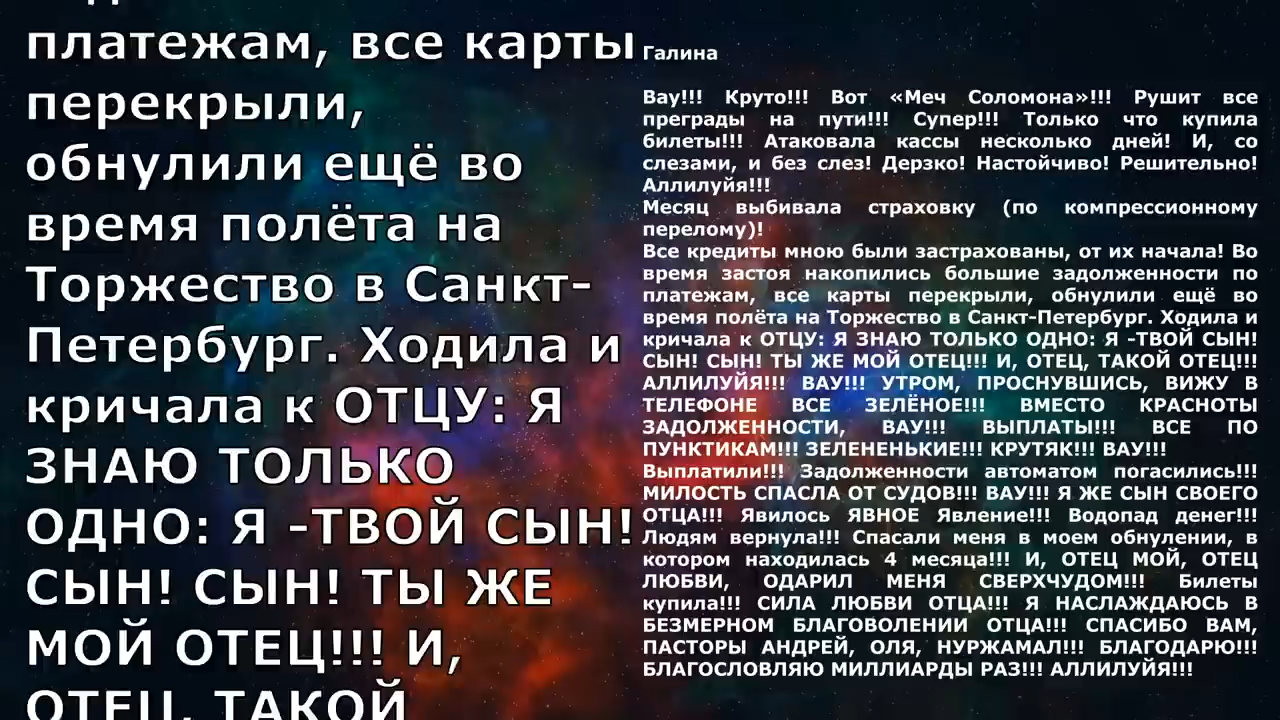 платежам, все карты
перекрыли,
обнулили ещё во
время полёта на
Торжество в Санкт-
Петербург. Ходила и
кричала к ОТЦУ: Я
ЗНАЮ ТОЛЬКО
ОДНО: Я -ТВОЙ СЫН!
СЫН! СЫН! ТЫ ЖЕ
МОЙ ОТЕЦ!!! И,
ОТЕЦ, ТАКОЙ
Галина
Вау!!! Круто!!! Вот «Меч Соломона»!!! Рушит все
преграды на пути!!! Супер!!! Только что купила
билеты!!! Атаковала кассы несколько дней! И, со
слезами, и без слез! Дерзко! Настойчиво! Решительно!
Аллилуйя!!!
Месяц выбивала страховку (по компрессионному
перелому)!
Все кредиты мною были застрахованы, от их начала! Во
время застоя накопились большие задолженности по
платежам, все карты перекрыли, обнулили ещё во
время полёта на Торжество в Санкт-Петербург. Ходила и
кричала к ОТЦУ: Я ЗНАЮ ТОЛЬКО ОДНО: Я -ТВОЙ СЫН!
СЫН! СЫН! ТЫ ЖЕ МОЙ ОТЕЦ!!! И, ОТЕЦ, ТАКОЙ ОТЕЦ!!!
АЛЛИЛУЙЯ!!! ВАУ!!! УТРОМ, ПРОСНУВШИСЬ, ВИЖУ В
ТЕЛЕФОНЕ ВСЕ ЗЕЛЁНОЕ!!! ВМЕСТО КРАСНОТЫ
ЗАДОЛЖЕННОСТИ, ВАУ!!! ВЫПЛАТЫ!!! ВСЕ ПО
ПУНКТИКАМ!!! ЗЕЛЕНЕНЬКИЕ!!! КРУТЯК!!! ВАУ!!!
Выплатили!!! Задолженности автоматом погасились!!!
МИЛОСТЬ СПАСЛА ОТ СУДОВ!!! ВАУ!!! Я ЖЕ СЫН СВОЕГО
ОТЦА!!! Явилось ЯВНОЕ Явление!!! Водопад денег!!!
Людям вернула!!! Спасали меня в моем обнулении, в
котором находилась 4 месяца!!! И, ОТЕЦ МОЙ, ОТЕЦ
ЛЮБВИ, ОДАРИЛ МЕНЯ СВЕРХЧУДОМ!!! Билеты
купила!!! СИЛА ЛЮБВИ ОТЦА!!! Я НАСЛАЖДАЮСЬ В
БЕЗМЕРНОМ БЛАГОВОЛЕНИИ ОТЦА!!! СПАСИБО ВАМ,
ПАСТОРЫ АНДРЕЙ, ОЛЯ, НУРЖАМАЛ!!! БЛАГОДАРЮ!!!
БЛАГОСЛОВЛЯЮ МИЛЛИАРДЫ РАЗ!!! АЛЛИЛУЙЯ!!!